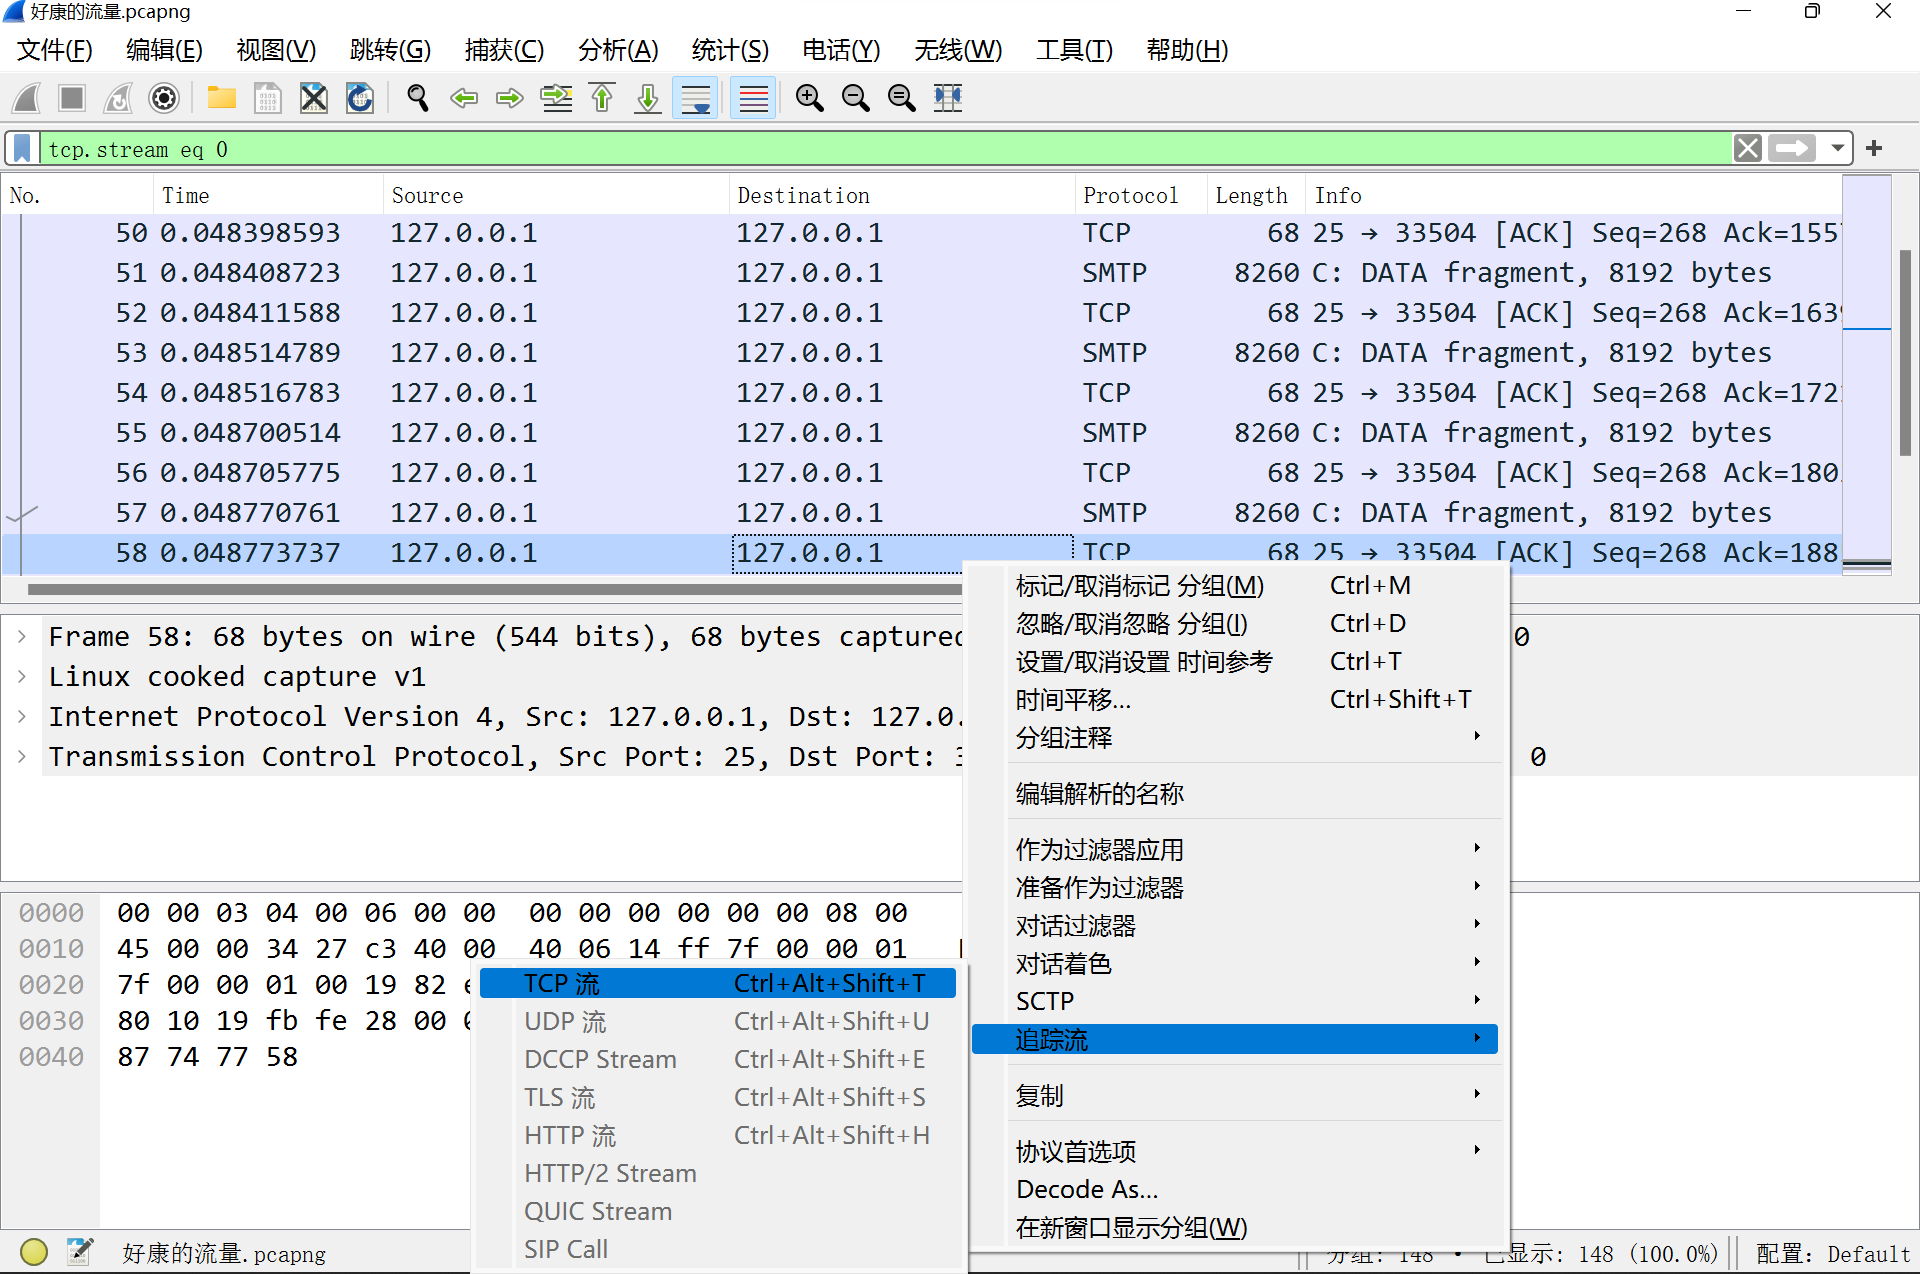 好康的流量.pcapng
文件(F) 编辑(E) 视图(V) 跳转(G) 捕获(C) 分析(A) 统计(S) 电话(Y) 无线(W) 工具(T) 帮助(H)
tcp.stream eq 0
No. Time Source Destination Protocol Length Info
50 0.048398593 127.0.0.1 127.0.0.1 TCP 68 25 → 33504 [ACK] Seq=268 Ack=155
51 0.048408723 127.0.0.1 127.0.0.1 SMTP 8260 C: DATA fragment, 8192 bytes
52 0.048411588 127.0.0.1 127.0.0.1 TCP 68 25 → 33504 [ACK] Seq=268 Ack=163
53 0.048514789 127.0.0.1 127.0.0.1 SMTP 8260 C: DATA fragment, 8192 bytes
54 0.048516783 127.0.0.1 127.0.0.1 TCP 68 25 → 33504 [ACK] Seq=268 Ack=172
55 0.048700514 127.0.0.1 127.0.0.1 SMTP 8260 C: DATA fragment, 8192 bytes
56 0.048705775 127.0.0.1 127.0.0.1 TCP 68 25 → 33504 [ACK] Seq=268 Ack=180
57 0.048770761 127.0.0.1 127.0.0.1 SMTP 8260 C: DATA fragment, 8192 bytes
58 0.048773737 127.0.0.1 127.0.0.1 TCP 68 25 → 33504 [ACK] Seq=268 Ack=188
Frame 58: 68 bytes on wire (544 bits), 68 bytes captured 0
Linux cooked capture v1
Internet Protocol Version 4, Src: 127.0.0.1, Dst: 127.0.
Transmission Control Protocol, Src Port: 25, Dst Port: 0
0000 00 00 03 04 00 06 00 00 00 00 00 00 00 00 08 00
0010 45 00 00 34 27 c3 40 00 40 06 14 ff 7f 00 00 01
0020 7f 00 00 01 00 19 82
0030 80 10 19 fb fe 28 00
0040 87 74 77 58
标记/取消标记 分组(M) Ctrl+M
忽略/取消忽略 分组(I) Ctrl+D
设置/取消设置 时间参考 Ctrl+T
时间平移... Ctrl+Shift+T
分组注释
编辑解析的名称
作为过滤器应用
准备作为过滤器
对话过滤器
对话着色
SCTP
追踪流
复制
协议首选项
Decode As...
在新窗口显示分组(W)
TCP 流 Ctrl+Alt+Shift+T
UDP 流 Ctrl+Alt+Shift+U
DCCP Stream Ctrl+Alt+Shift+E
TLS 流 Ctrl+Alt+Shift+S
HTTP 流 Ctrl+Alt+Shift+H
HTTP/2 Stream
QUIC Stream
SIP Call
好康的流量.pcapng 分组: 148 · 已显示: 148 (100.0%) 配置: Default